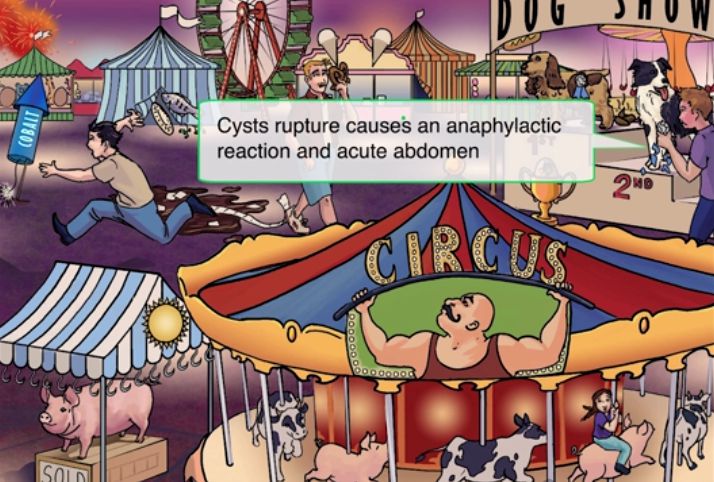 DOG SHOW
COBALT
Cysts rupture causes an anaphylactic
reaction and acute abdomen
1ST
2ND
CIRCUS
SOLD